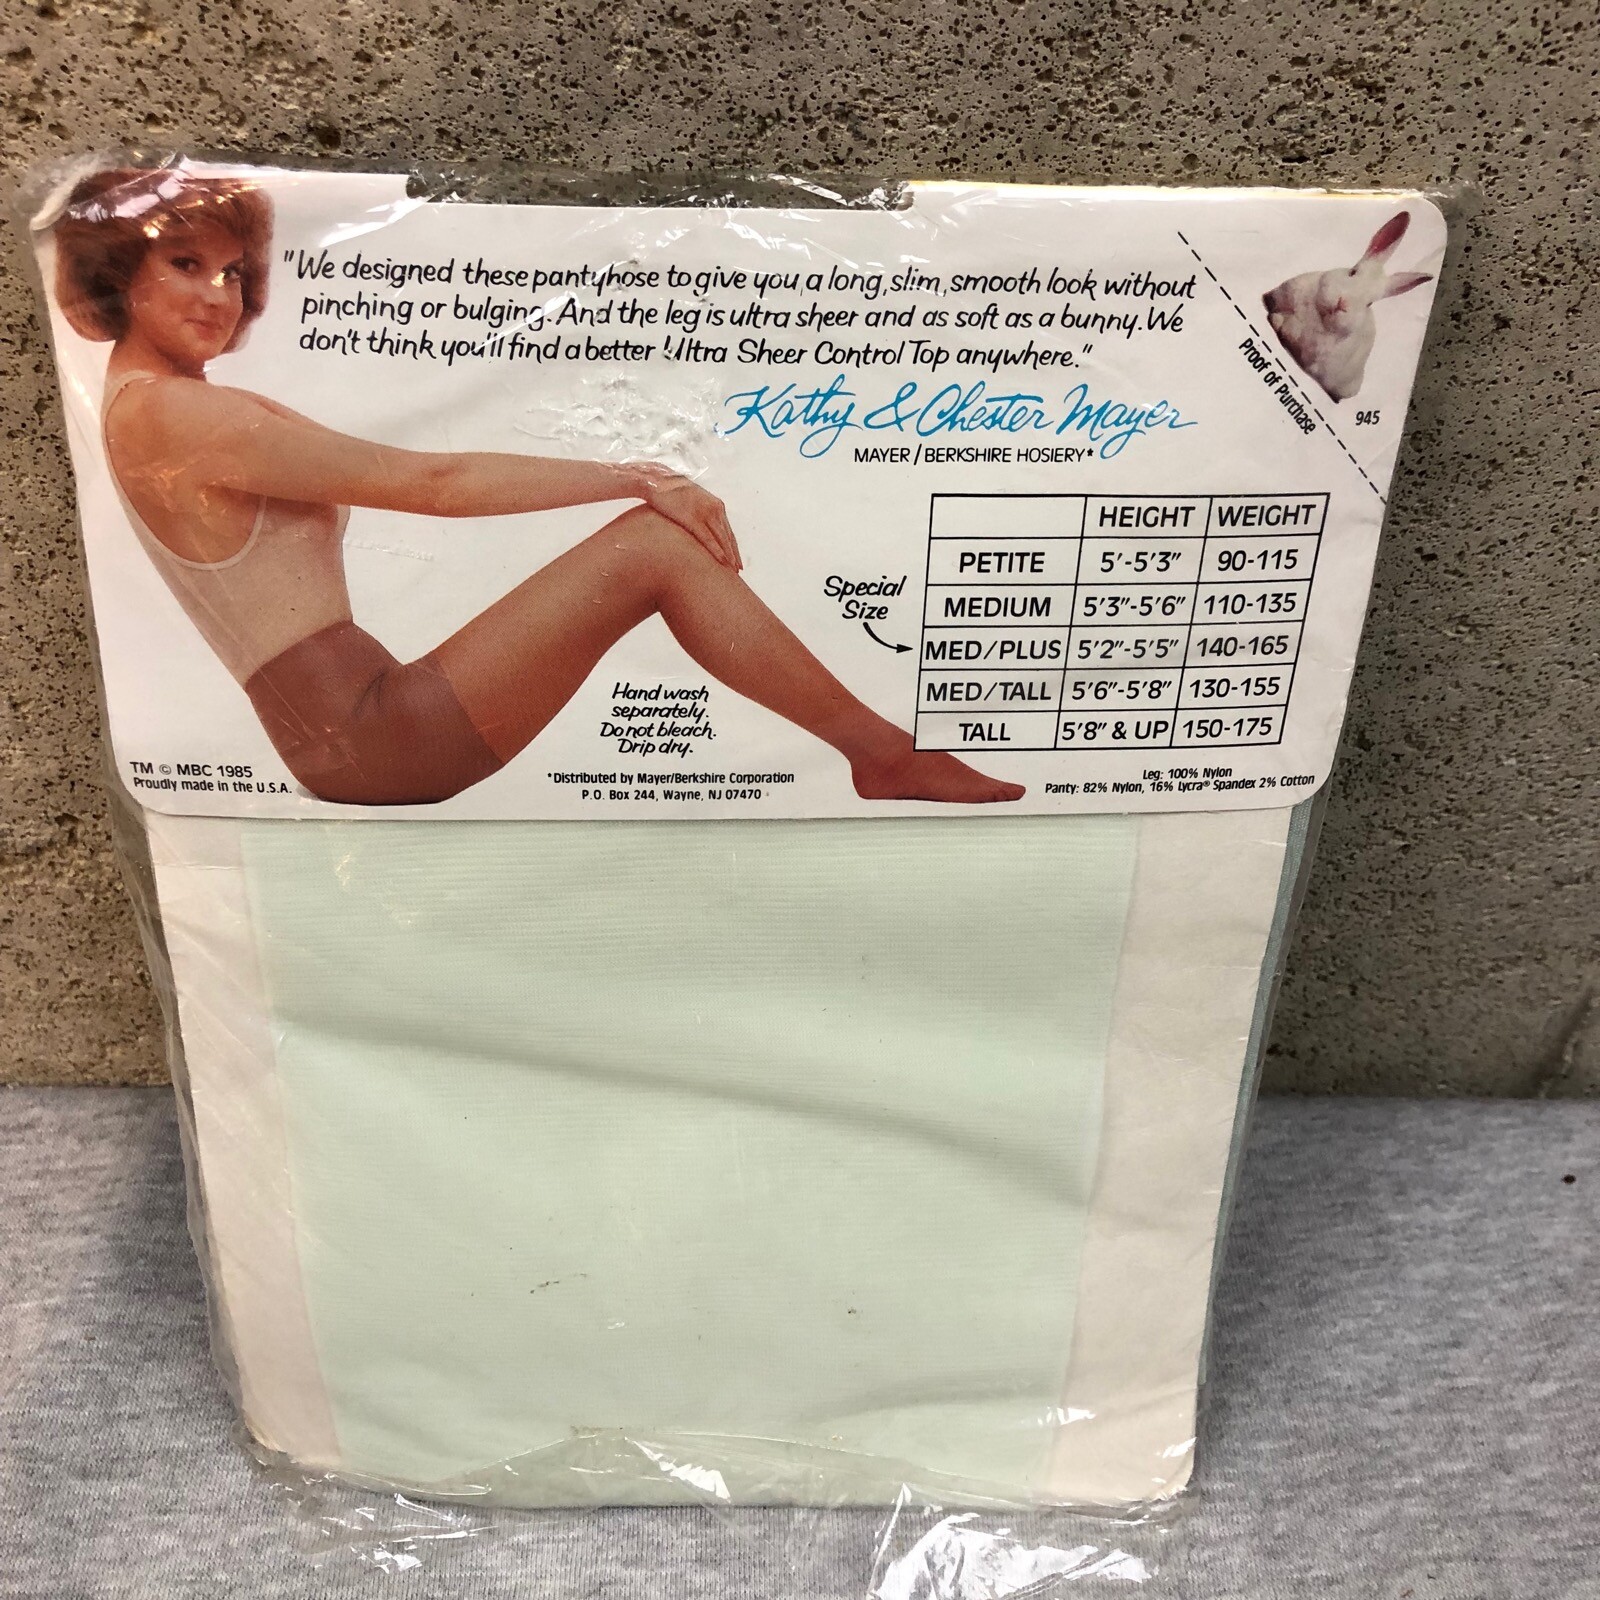 "We designed these pantyhose to give you a long, slim, smooth look without
pinching or bulging. And the leg is ultra sheer and as soft as a bunny. We
don't think you'll find a better Ultra Sheer Control Top anywhere."
Kathy & Chester Mayer
MAYER/BERKSHIRE HOSIERY*
Proof of Purchase
945
HEIGHT WEIGHT
PETITE 5'-5'3" 90-115
MEDIUM 5'3"-5'6" 110-135
MED/PLUS 5'2"-5'5" 140-165
MED/TALL 5'6"-5'8" 130-155
TALL 5'8" & UP 150-175
Special
Size
Hand wash
separately.
Do not bleach.
Drip dry.
TM © MBC 1985
Proudly made in the U.S.A.
*Distributed by Mayer/Berkshire Corporation
P.O. Box 244, Wayne, NJ 07470
Leg: 100% Nylon
Panty: 82% Nylon, 16% Lycra® Spandex 2% Cotton